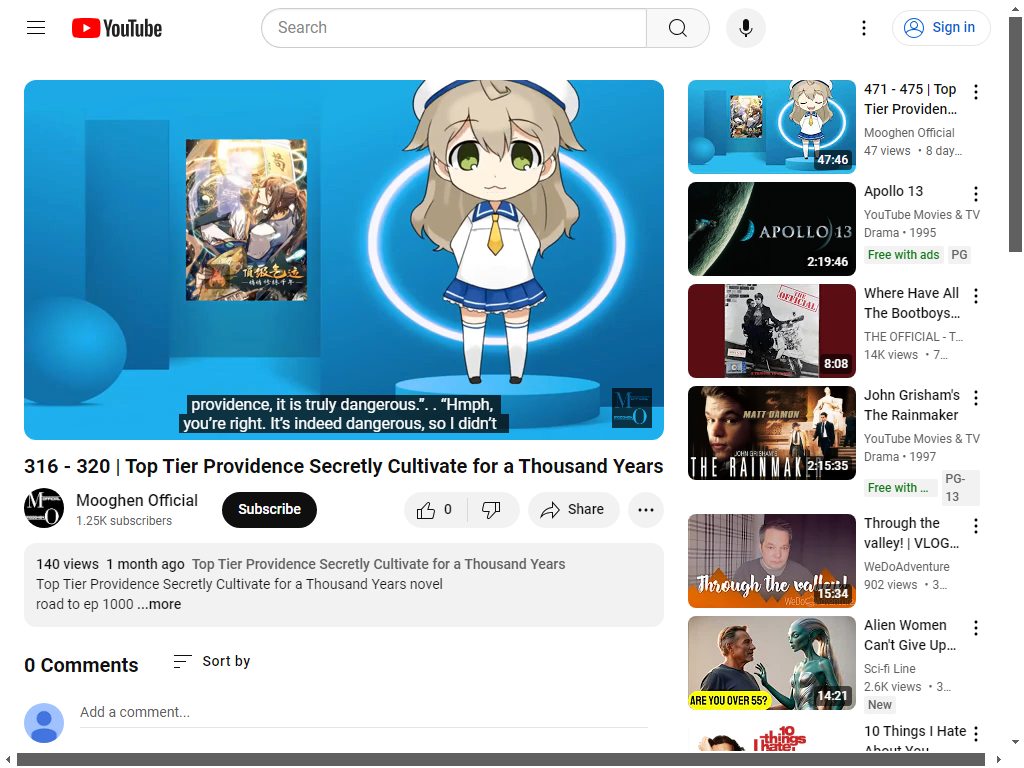 YouTube
Search
Sign in
頂級氣运
providence, it is truly dangerous.”. . “Hmph,
you’re right. It’s indeed dangerous, so I didn’t
316 - 320 | Top Tier Providence Secretly Cultivate for a Thousand Years
Mooghen Official
1.25K subscribers
Subscribe
0
Share
140 views 1 month ago Top Tier Providence Secretly Cultivate for a Thousand Years
Top Tier Providence Secretly Cultivate for a Thousand Years novel
road to ep 1000 ...more
0 Comments
Sort by
Add a comment...
47:46
471 - 475 | Top
Tier Providen...
Mooghen Official
47 views • 8 day...
APOLLO 13
2:19:46
Apollo 13
YouTube Movies & TV
Drama • 1995
Free with ads PG
THE
OFFICIAL
8:08
Where Have All
The Bootboys...
THE OFFICIAL - T...
14K views • 7...
MATT DAMON
JOHN GRISHAM'S
THE RAINMAKER
2:15:35
John Grisham's
The Rainmaker
YouTube Movies & TV
Drama • 1997
Free with ...
PG-
13
Through the valley!
WeDo
15:34
Through the
valley! | VLOG...
WeDoAdventure
902 views • 3...
ARE YOU OVER 55?
14:21
Alien Women
Can't Give Up...
Sci-fi Line
2.6K views • 3...
New
10
things
I hate
10 Things I Hate
About You